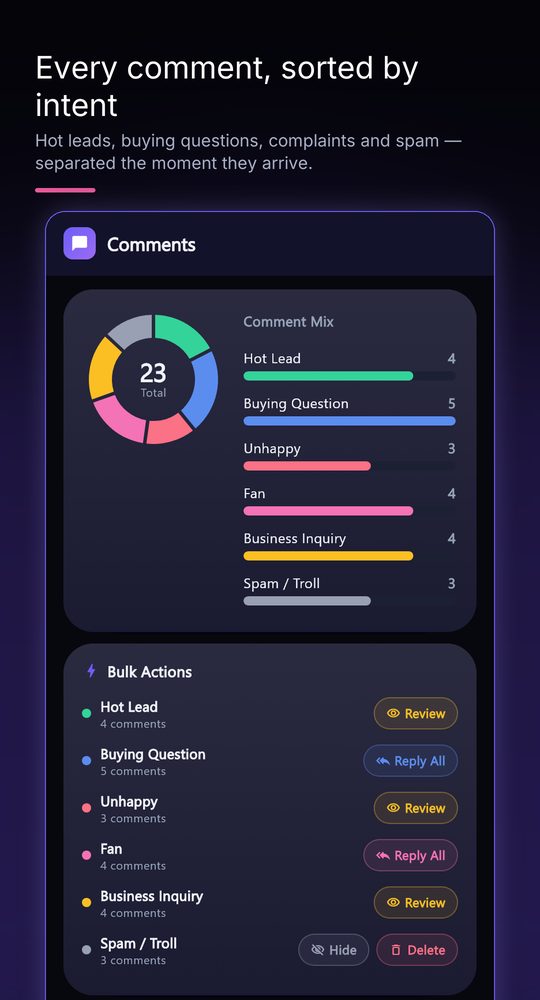 Every comment, sorted by
intent
Hot leads, buying questions, complaints and spam —
separated the moment they arrive.
Comments
23
Total
Comment Mix
Hot Lead 4
Buying Question 5
Unhappy 3
Fan 4
Business Inquiry 4
Spam / Troll 3
Bulk Actions
Hot Lead
4 comments
Review
Buying Question
5 comments
Reply All
Unhappy
3 comments
Review
Fan
4 comments
Reply All
Business Inquiry
4 comments
Review
Spam / Troll
3 comments
Hide
Delete